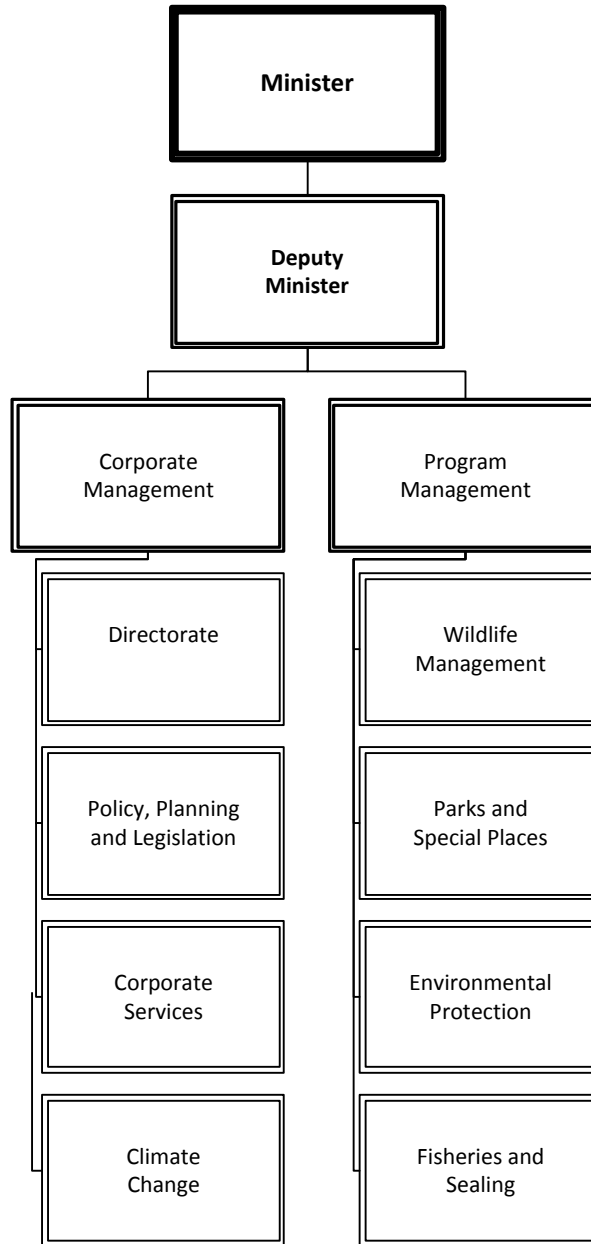 Minister
Deputy
Minister
Corporate
Management
Program
Management
Directorate
Wildlife
Management
Policy, Planning
and Legislation
Parks and
Special Places
Corporate
Services
Environmental
Protection
Climate
Change
Fisheries and
Sealing